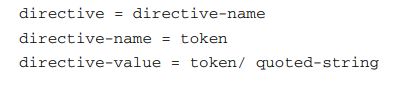 directive = directive-name
directive-name = token
directive-value = token/ quoted-string